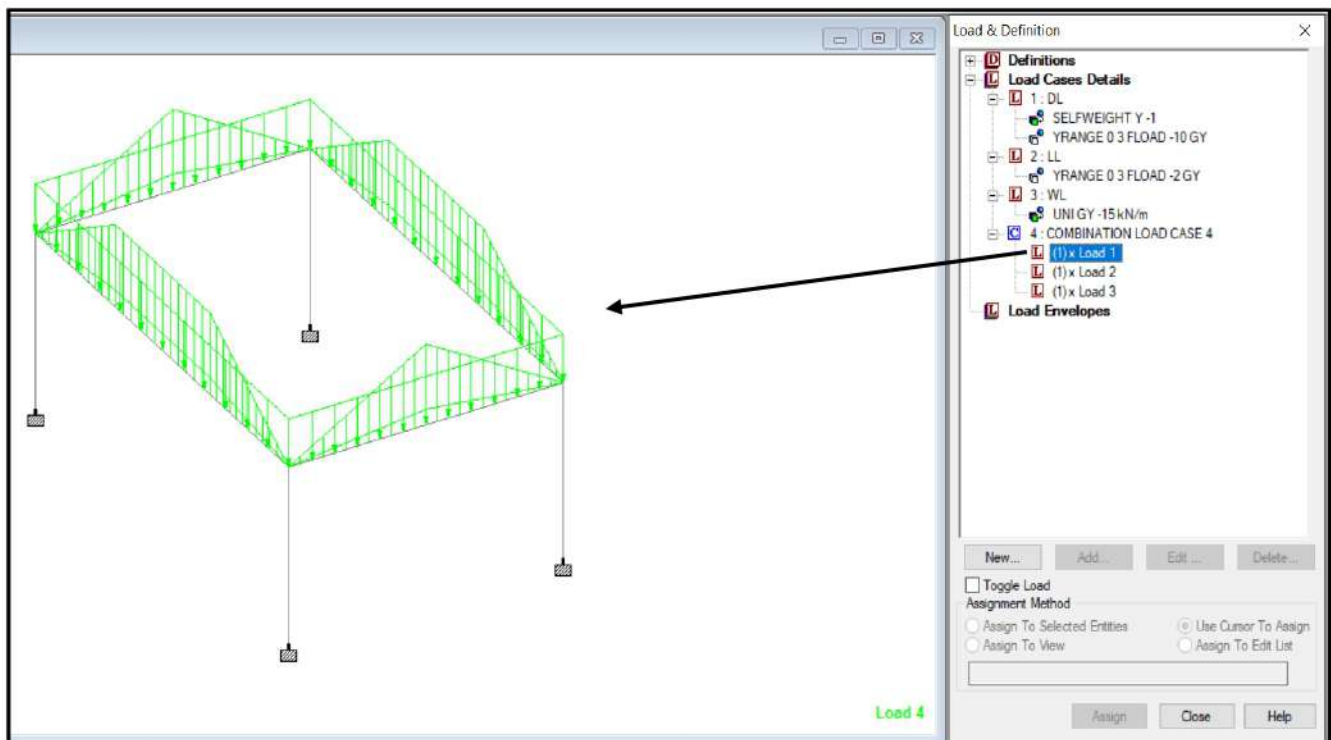 Load & Definition
Definitions
Load Cases Details
1 : DL
SELFWEIGHT Y -1
YRANGE 0 3 FLOAD -10 GY
2 : LL
YRANGE 0 3 FLOAD -2 GY
3 : WL
UNI GY -15 kN/m
4 : COMBINATION LOAD CASE 4
(1) x Load 1
(1) x Load 2
(1) x Load 3
Load Envelopes
New... Add... Edit ... Delete...
Toggle Load
Assignment Method
Assign To Selected Entities Use Cursor To Assign
Assign To View Assign To Edit List
Load 4
Assign Close Help